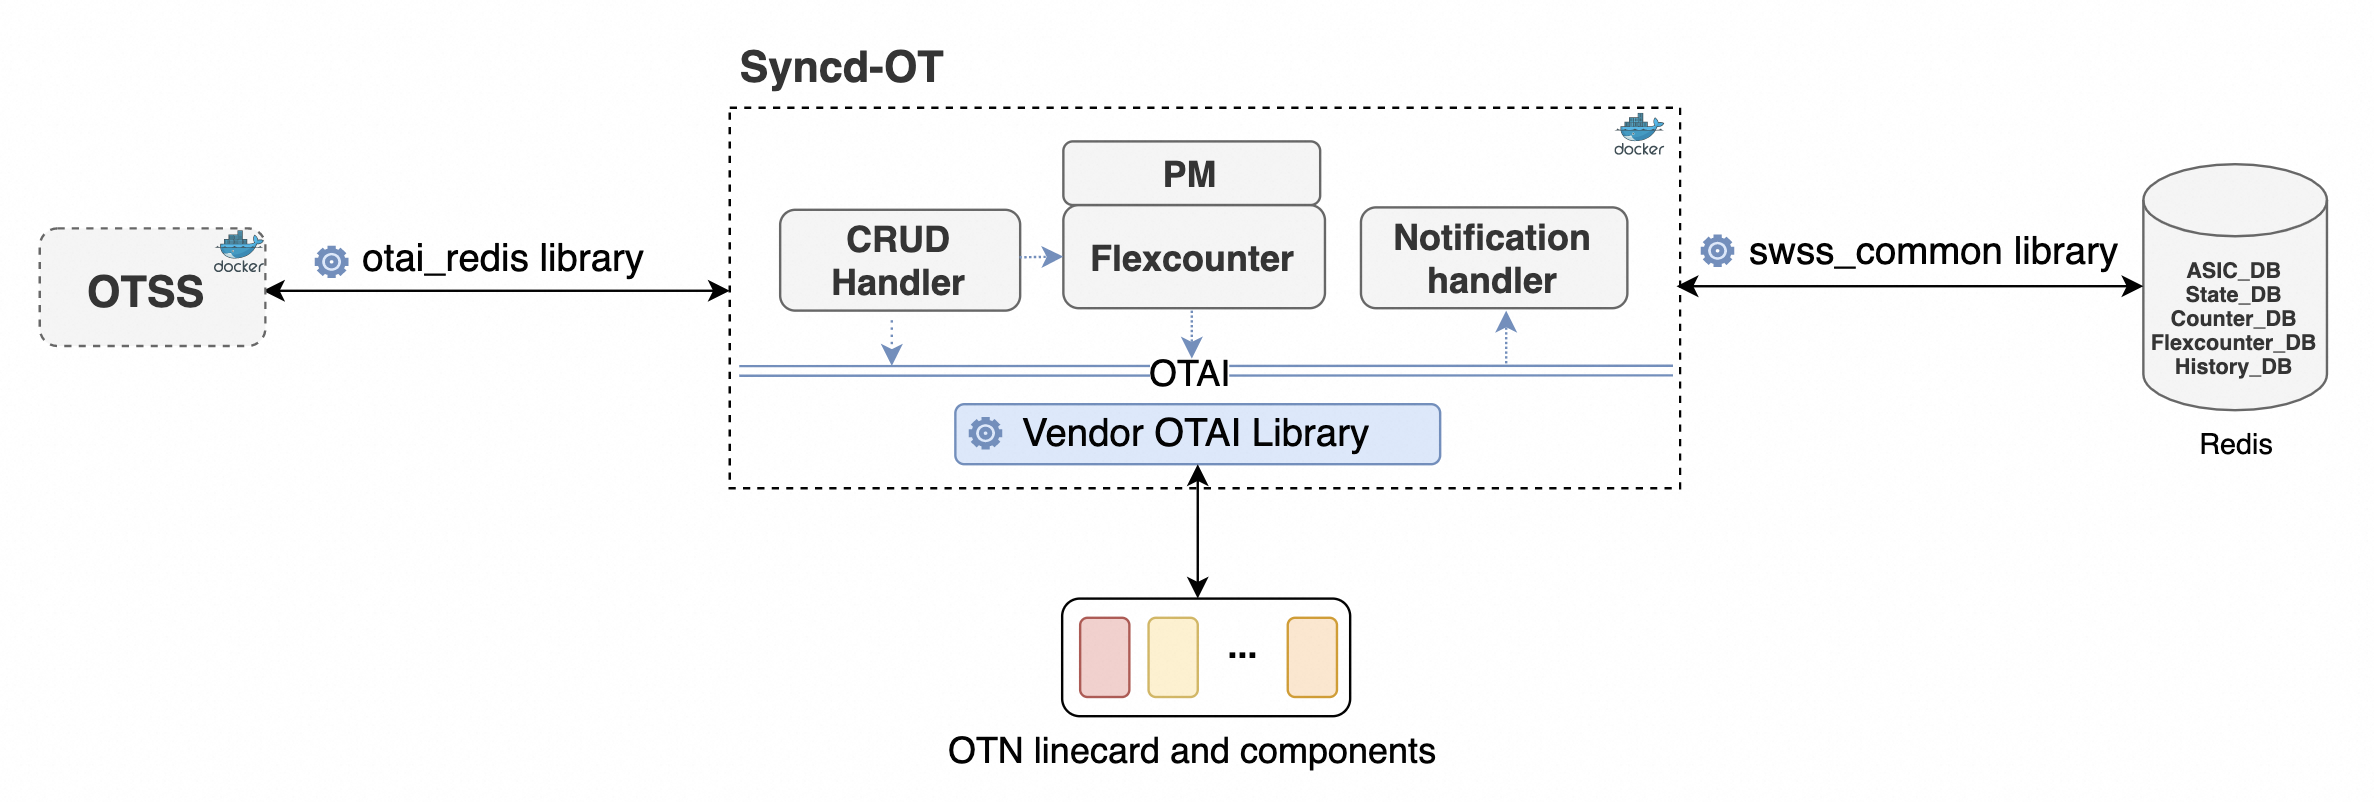 Syncd-OT
docker
PM
CRUD
Handler
Flexcounter
Notification
handler
docker
OTSS
otai_redis library
swss_common library
ASIC_DB
State_DB
Counter_DB
Flexcounter_DB
History_DB
Redis
OTAI
Vendor OTAI Library
...
OTN linecard and components